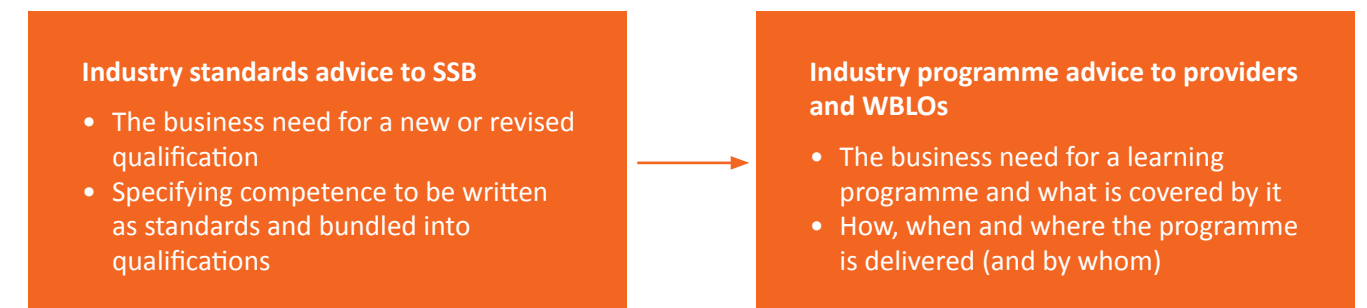 Industry standards advice to SSB
• The business need for a new or revised
qualification
• Specifying competence to be written
as standards and bundled into
qualifications
Industry programme advice to providers
and WBLOs
• The business need for a learning
programme and what is covered by it
• How, when and where the programme
is delivered (and by whom)